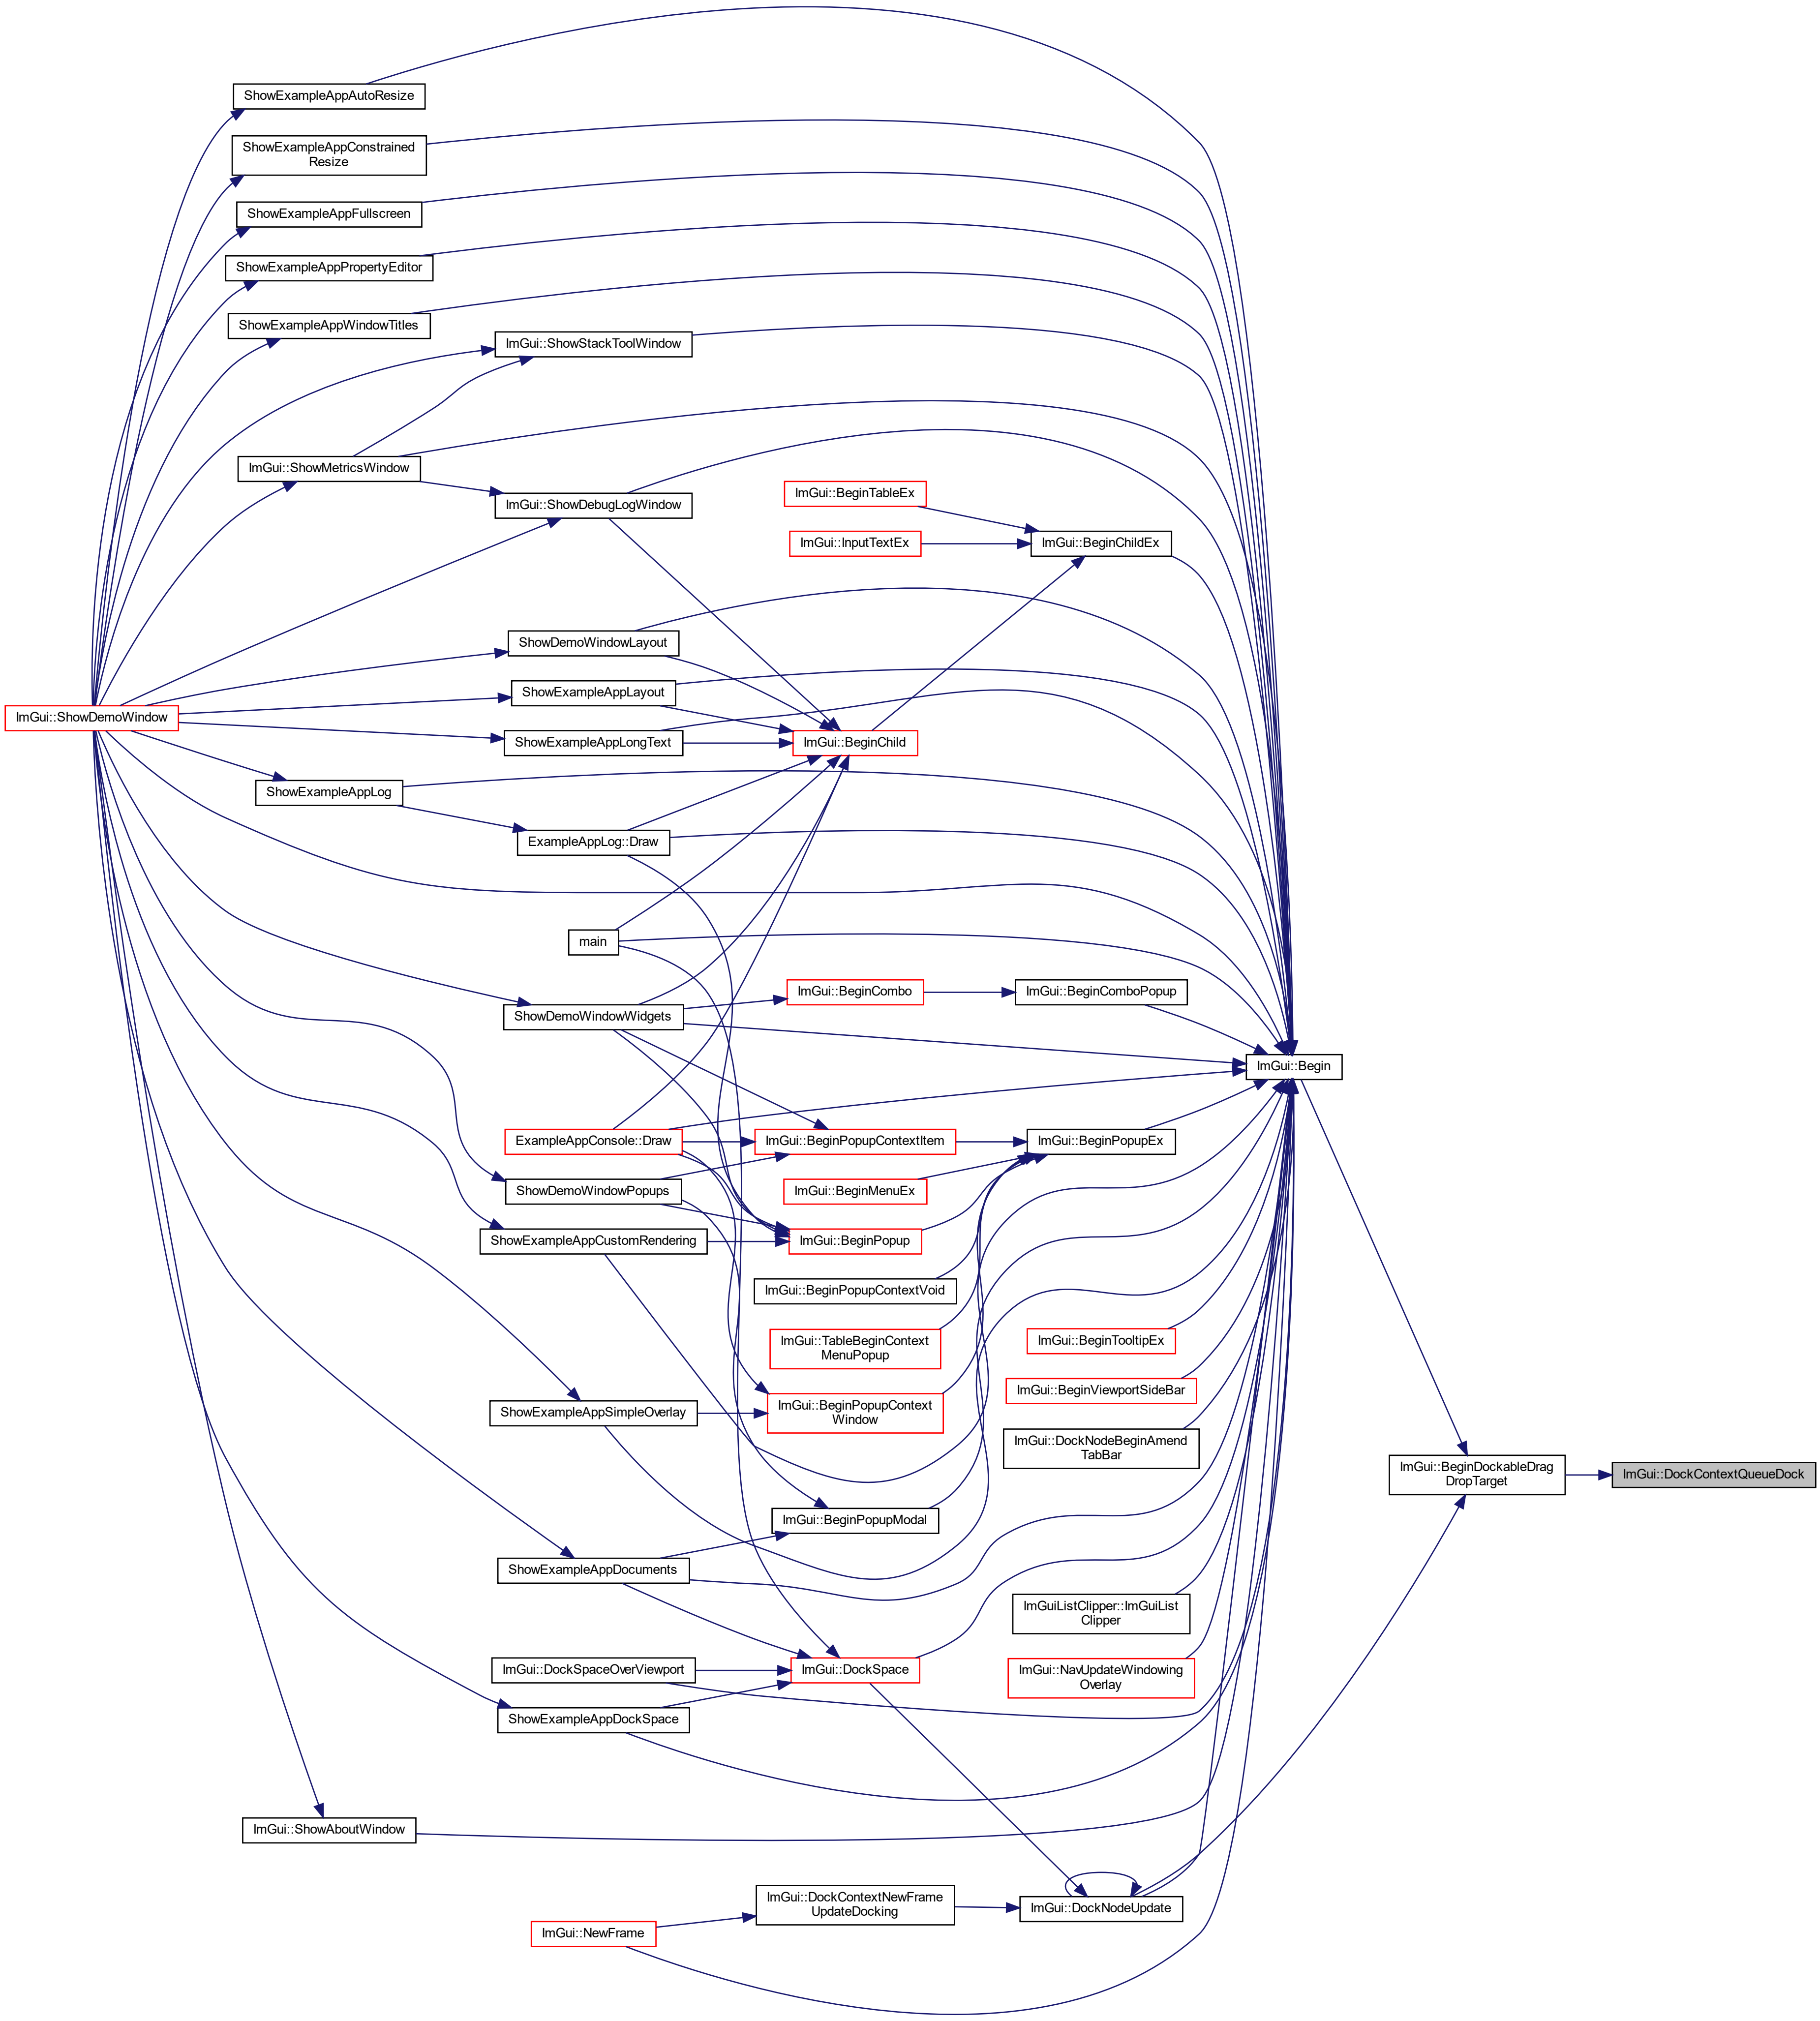 ShowExampleAppAutoResize
ShowExampleAppConstrained
Resize
ShowExampleAppFullscreen
ShowExampleAppPropertyEditor
ShowExampleAppWindowTitles
ImGui::ShowStackToolWindow
ImGui::ShowMetricsWindow
ImGui::BeginTableEx
ImGui::ShowDebugLogWindow
ImGui::InputTextEx
ImGui::BeginChildEx
ShowDemoWindowLayout
ShowExampleAppLayout
ImGui::ShowDemoWindow
ShowExampleAppLongText
ImGui::BeginChild
ShowExampleAppLog
ExampleAppLog::Draw
main
ImGui::BeginCombo
ImGui::BeginComboPopup
ShowDemoWindowWidgets
ImGui::Begin
ExampleAppConsole::Draw
ImGui::BeginPopupContextItem
ImGui::BeginPopupEx
ShowDemoWindowPopups
ImGui::BeginMenuEx
ShowExampleAppCustomRendering
ImGui::BeginPopup
ImGui::BeginPopupContextVoid
ImGui::TableBeginContext
MenuPopup
ImGui::BeginTooltipEx
ImGui::BeginViewportSideBar
ShowExampleAppSimpleOverlay
ImGui::BeginPopupContext
Window
ImGui::DockNodeBeginAmend
TabBar
ImGui::BeginDockableDrag
DropTarget
ImGui::DockContextQueueDock
ImGui::BeginPopupModal
ShowExampleAppDocuments
ImGuiListClipper::ImGuiList
Clipper
ImGui::DockSpaceOverViewport
ImGui::DockSpace
ImGui::NavUpdateWindowing
Overlay
ShowExampleAppDockSpace
ImGui::ShowAboutWindow
ImGui::DockContextNewFrame
UpdateDocking
ImGui::DockNodeUpdate
ImGui::NewFrame